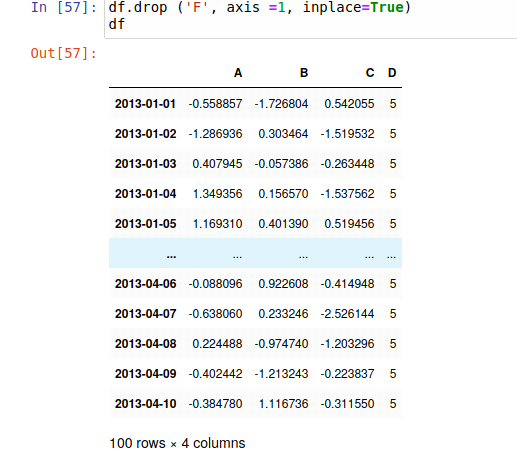 In [57]: df.drop ('F', axis =1, inplace=True)
df
Out[57]:
A B C D
2013-01-01 -0.558857 -1.726804 0.542055 5
2013-01-02 -1.286936 0.303464 -1.519532 5
2013-01-03 0.407945 -0.057386 -0.263448 5
2013-01-04 1.349356 0.156570 -1.537562 5
2013-01-05 1.169310 0.401390 0.519456 5
... ... ... ... ...
2013-04-06 -0.088096 0.922608 -0.414948 5
2013-04-07 -0.638060 0.233246 -2.526144 5
2013-04-08 0.224488 -0.974740 -1.203296 5
2013-04-09 -0.402442 -1.213243 -0.223837 5
2013-04-10 -0.384780 1.116736 -0.311550 5
100 rows × 4 columns